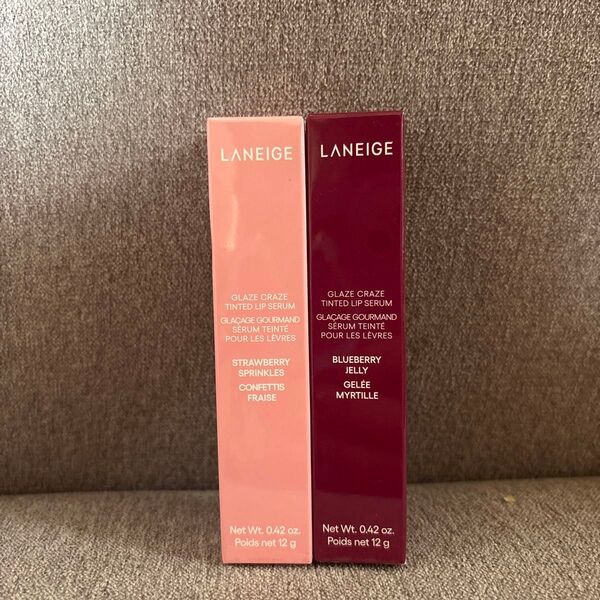 LANEIGE
GLAZE CRAZE
TINTED LIP SERUM
GLAÇAGE GOURMAND
SÉRUM TEINTÉ
POUR LES LÈVRES
STRAWBERRY
SPRINKLES
CONFETTIS
FRAISE
Net Wt. 0.42 oz.
Poids net 12 g
LANEIGE
GLAZE CRAZE
TINTED LIP SERUM
GLAÇAGE GOURMAND
SÉRUM TEINTÉ
POUR LES LÈVRES
BLUEBERRY
JELLY
GELÉE
MYRTILLE
Net Wt. 0.42 oz.
Poids net 12 g